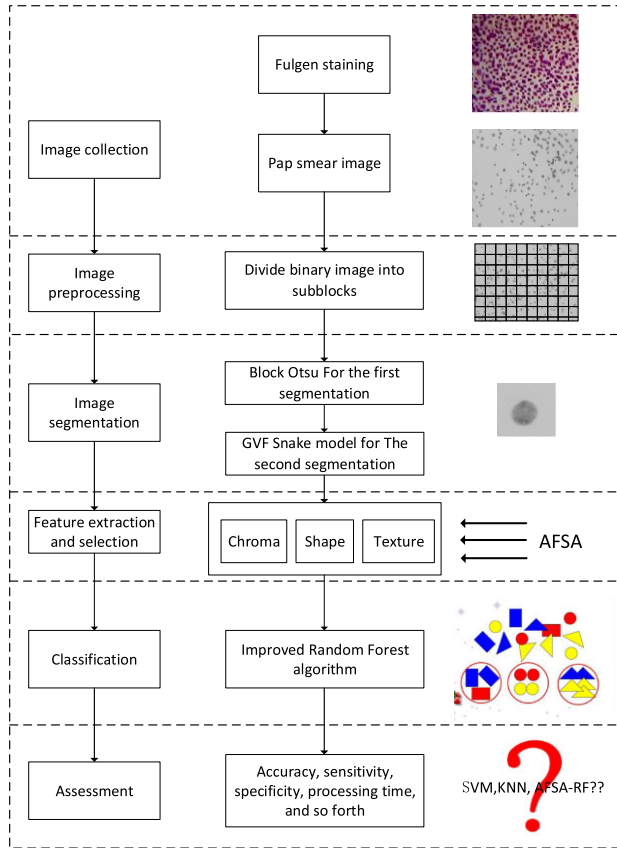 Fulgen staining
Image collection
Pap smear image
Image
preprocessing
Divide binary image into
subblocks
Image
segmentation
Block Otsu For the first
segmentation
GVF Snake model for The
second segmentation
Feature extraction
and selection
Chroma
Shape
Texture
AFSA
Classification
Improved Random Forest
algorithm
Assessment
Accuracy, sensitivity,
specificity, processing time,
and so forth
?
SVM,KNN, AFSA-RF??